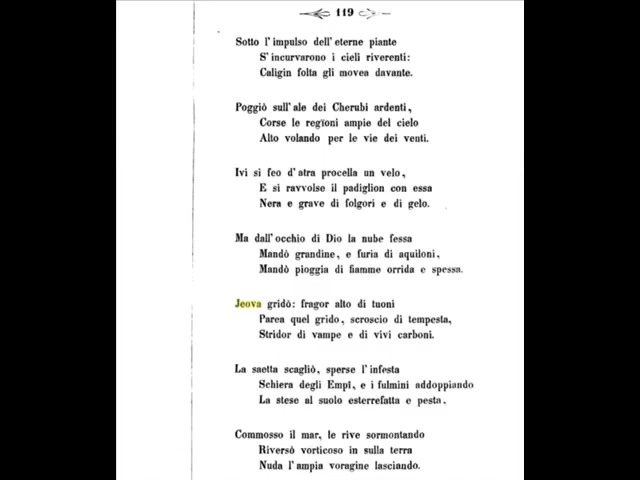 119
Sotto l'impulso dell'eterne piante
S'incurvarono i cieli riverenti:
Caligin folta gli movea davante.
Poggiò sull'ale dei Cherubi ardenti,
Corse le regioni ampie del cielo
Alto volando per le vie dei venti.
Ivi si feo d'atra procella un velo,
E si ravvolse il padiglion con essa
Nera e grave di folgori e di gelo.
Ma dall'occhio di Dio la nube fessa
Mandò grandine, e furia di aquiloni,
Mandò pioggia di fiamme orrida e spessa.
Jeova gridò: fragor alto di tuoni
Parea quel grido, scroscio di tempesta,
Stridor di vampe e di vivi carboni.
La saetta scagliò, sperse l'infesta
Schiera degli Empî, e i fulmini addoppiando
La stese al suolo esterrefatta e pesta.
Commosso il mar, le rive sormontando
Riversò vorticoso in sulla terra
Nuda l'ampia voragine lasciando.